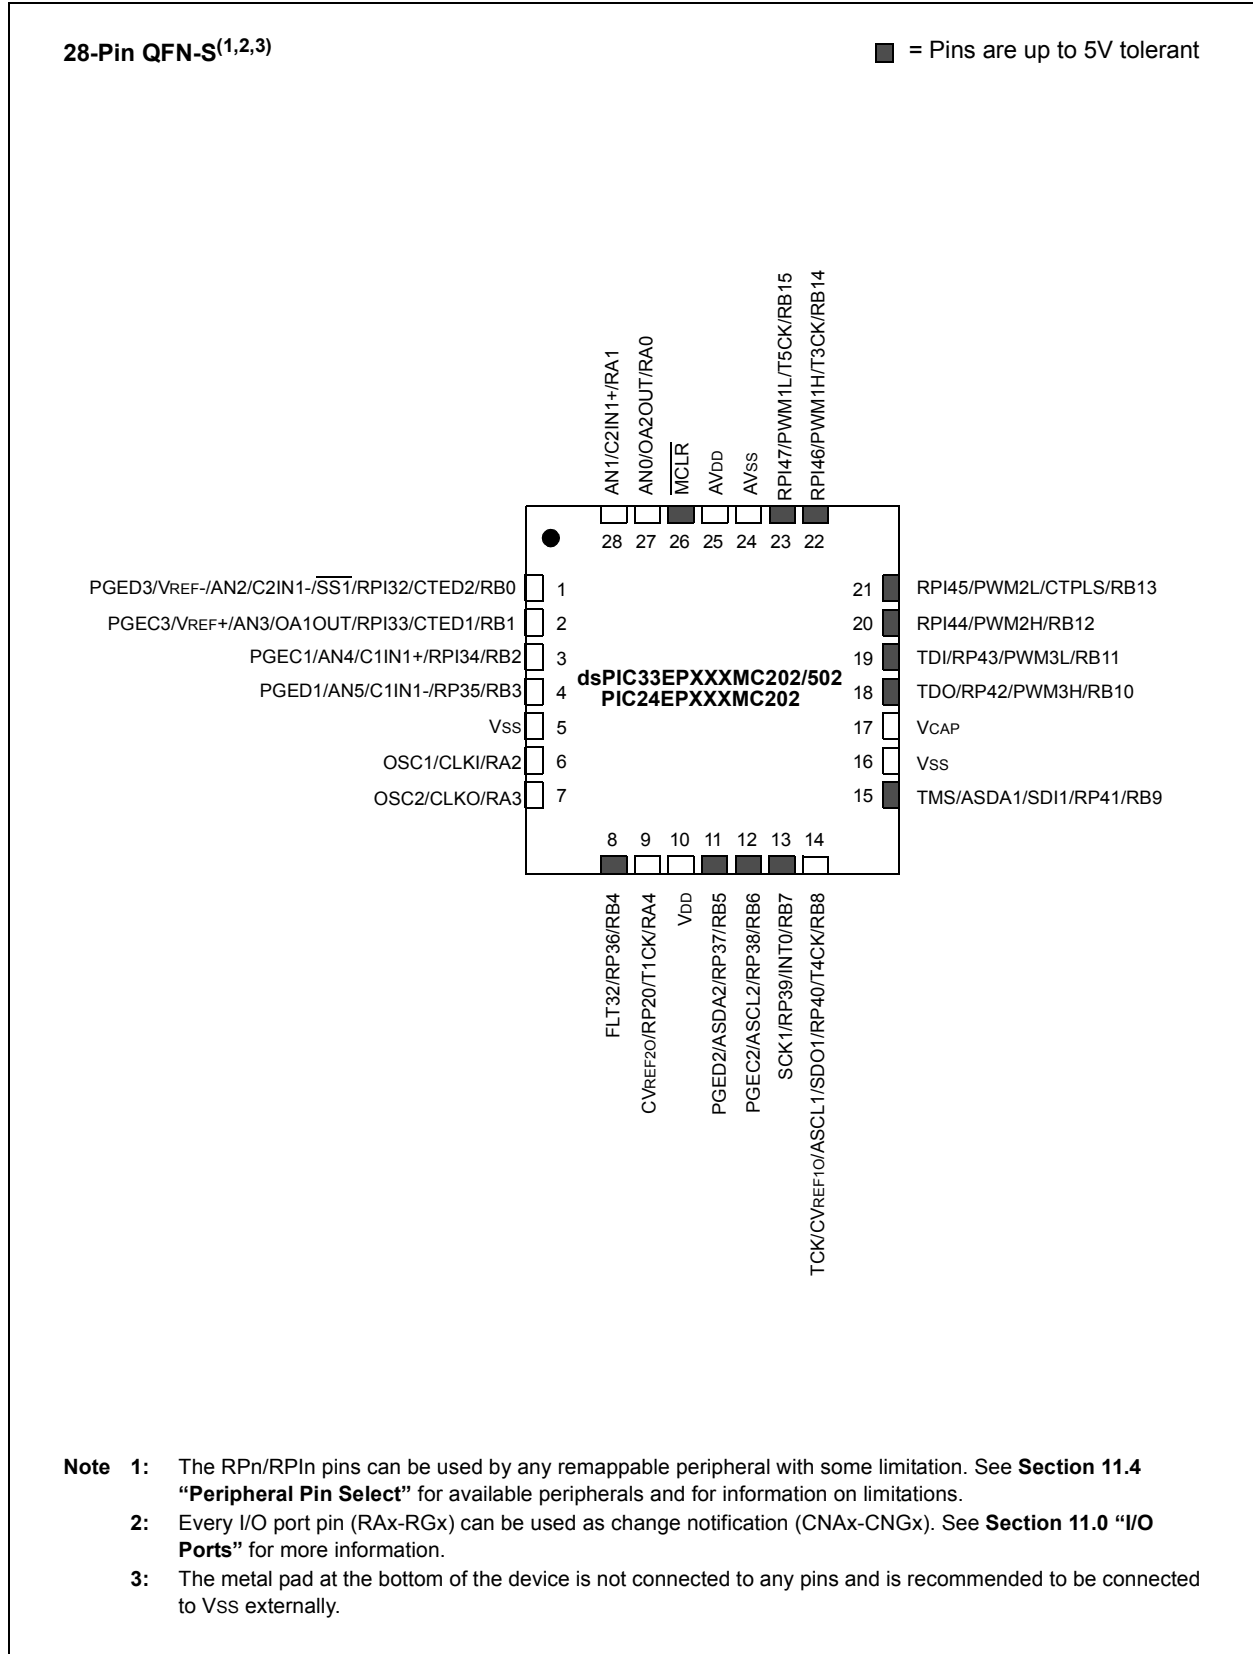 28-Pin QFN-S(1,2,3)
= Pins are up to 5V tolerant
AN1/C2IN1+/RA1
AN0/OA2OUT/RA0
MCLR
AVDD
AVSS
RPI47/PWM1L/T5CK/RB15
RPI46/PWM1H/T3CK/RB14
28 27 26 25 24 23 22
PGED3/VREF-/AN2/C2IN1-/SS1/RPI32/CTED2/RB0 1
21 RPI45/PWM2L/CTPLS/RB13
PGEC3/VREF+/AN3/OA1OUT/RPI33/CTED1/RB1 2
20 RPI44/PWM2H/RB12
PGEC1/AN4/C1IN1+/RPI34/RB2 3
19 TDI/RP43/PWM3L/RB11
dsPIC33EPXXXMC202/502
PIC24EPXXXMC202
PGED1/AN5/C1IN1-/RP35/RB3 4
18 TDO/RP42/PWM3H/RB10
VSS 5
17 VCAP
OSC1/CLKI/RA2 6
16 VSS
OSC2/CLKO/RA3 7
15 TMS/ASDA1/SDI1/RP41/RB9
8 9 10 11 12 13 14
FLT32/RP36/RB4
CVREF2O/RP20/T1CK/RA4
VDD
PGED2/ASDA2/RP37/RB5
PGEC2/ASCL2/RP38/RB6
SCK1/RP39/INT0/RB7
TCK/CVREF1O/ASCL1/SDO1/RP40/T4CK/RB8
Note 1: The RPn/RPIn pins can be used by any remappable peripheral with some limitation. See Section 11.4
“Peripheral Pin Select” for available peripherals and for information on limitations.
2: Every I/O port pin (RAx-RGx) can be used as change notification (CNAx-CNGx). See Section 11.0 “I/O
Ports” for more information.
3: The metal pad at the bottom of the device is not connected to any pins and is recommended to be connected
to VSS externally.